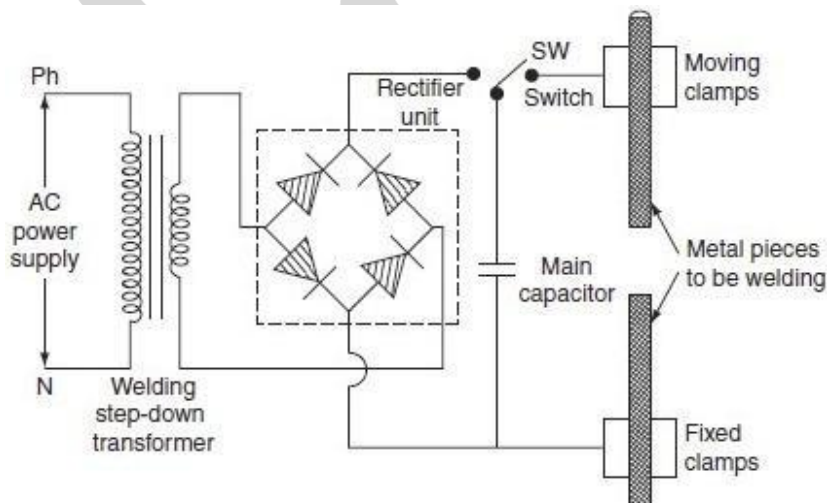 Ph
AC
power
supply
N
Welding
step-down
transformer
Rectifier
unit
SW
Switch
Main
capacitor
Moving
clamps
Metal pieces
to be welding
Fixed
clamps